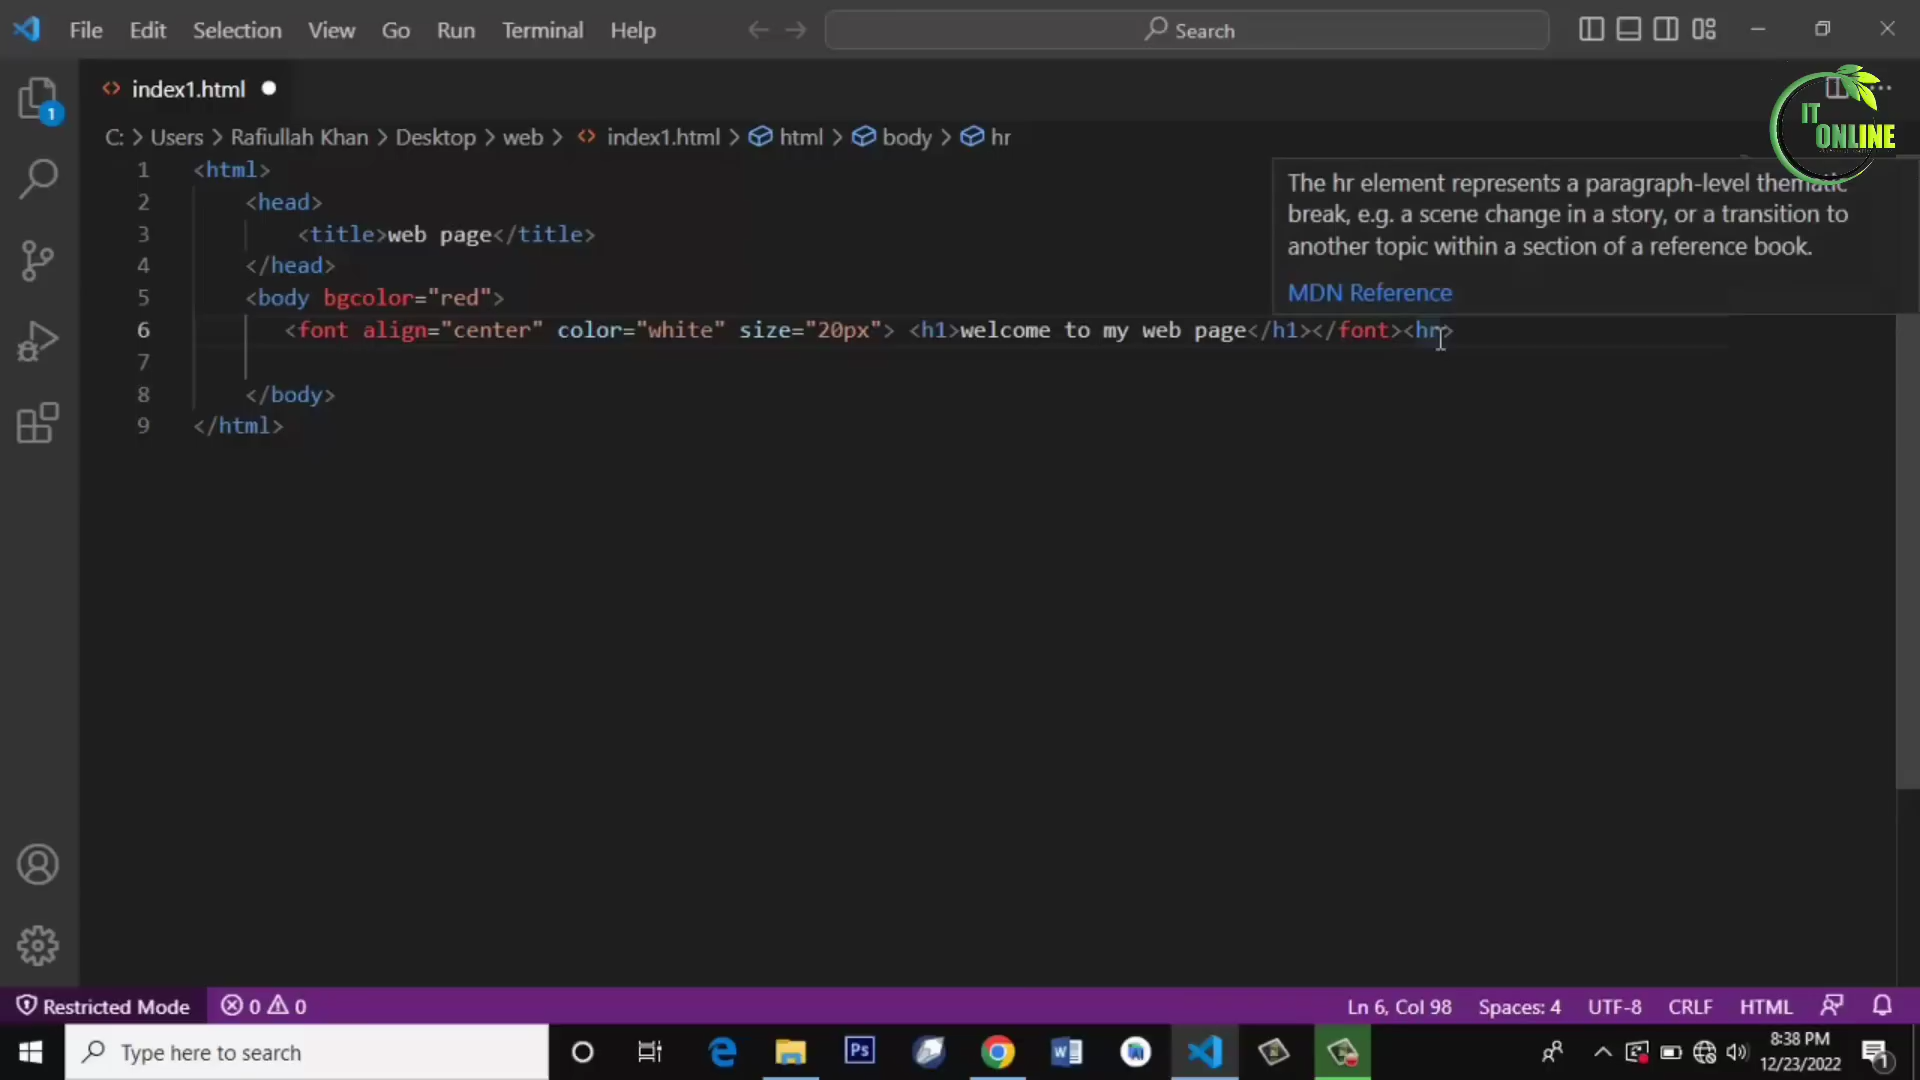 File Edit Selection View Go Run Terminal Help
Search
index1.html
1
C: > Users > Rafiullah Khan > Desktop > web > index1.html > html > body > hr
IT
ONLINE
The hr element represents a paragraph-level thematic
break, e.g. a scene change in a story, or a transition to
another topic within a section of a reference book.
MDN Reference
1 <html>
2 <head>
3 <title>web page</title>
4 </head>
5 <body bgcolor="red">
6 <font align="center" color="white" size="20px"> <h1>welcome to my web page</h1></font><hr>
7
8 </body>
9 </html>
Restricted Mode 0 0
Ln 6, Col 98 Spaces: 4 UTF-8 CRLF HTML
Type here to search
Ps
8:38 PM
12/23/2022
1